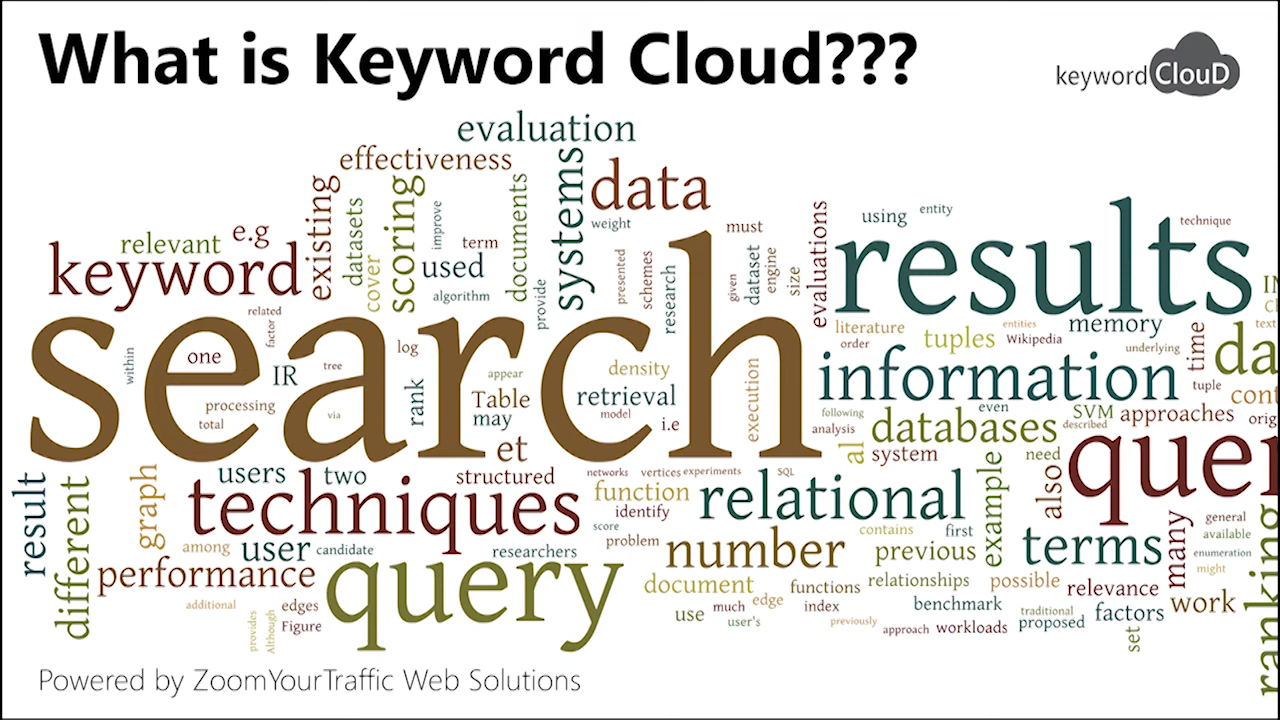 What is Keyword Cloud???
keyword ClouD
evaluation
effectiveness
systems
data
weight
must
using
entity
technique
results
evaluations
relevant
e.g
keyword
existing
datasets
cover
scoring
improve
term
used
algorithm
documents
provide
presented
schemes
research
given
dataset
engine
size
search
related
factor
within
one
IR
tree
processing
total
via
log
rank
appear
Table
may
et
density
retrieval
model
i.e
execution
literature
order
tuples
entities
Wikipedia
memory
underlying
time
tuple
information
following
analysis
even
databases
SVM
described
approaches
al
system
need
also
result
different
graph
users
two
structured
techniques
networks
vertices
experiments
SQL
function
identify
score
problem
relational
contains
first
example
general
available
enumeration
might
among
user
candidate
researchers
number
previous
terms
many
performance
query
document
functions
relationships
possible
relevance
work
additional
provides
Although
edges
Figure
use
much
edge
user's
index
previously
benchmark
approach
workloads
traditional
proposed
factors
set
ranking
Powered by ZoomYourTraffic Web Solutions